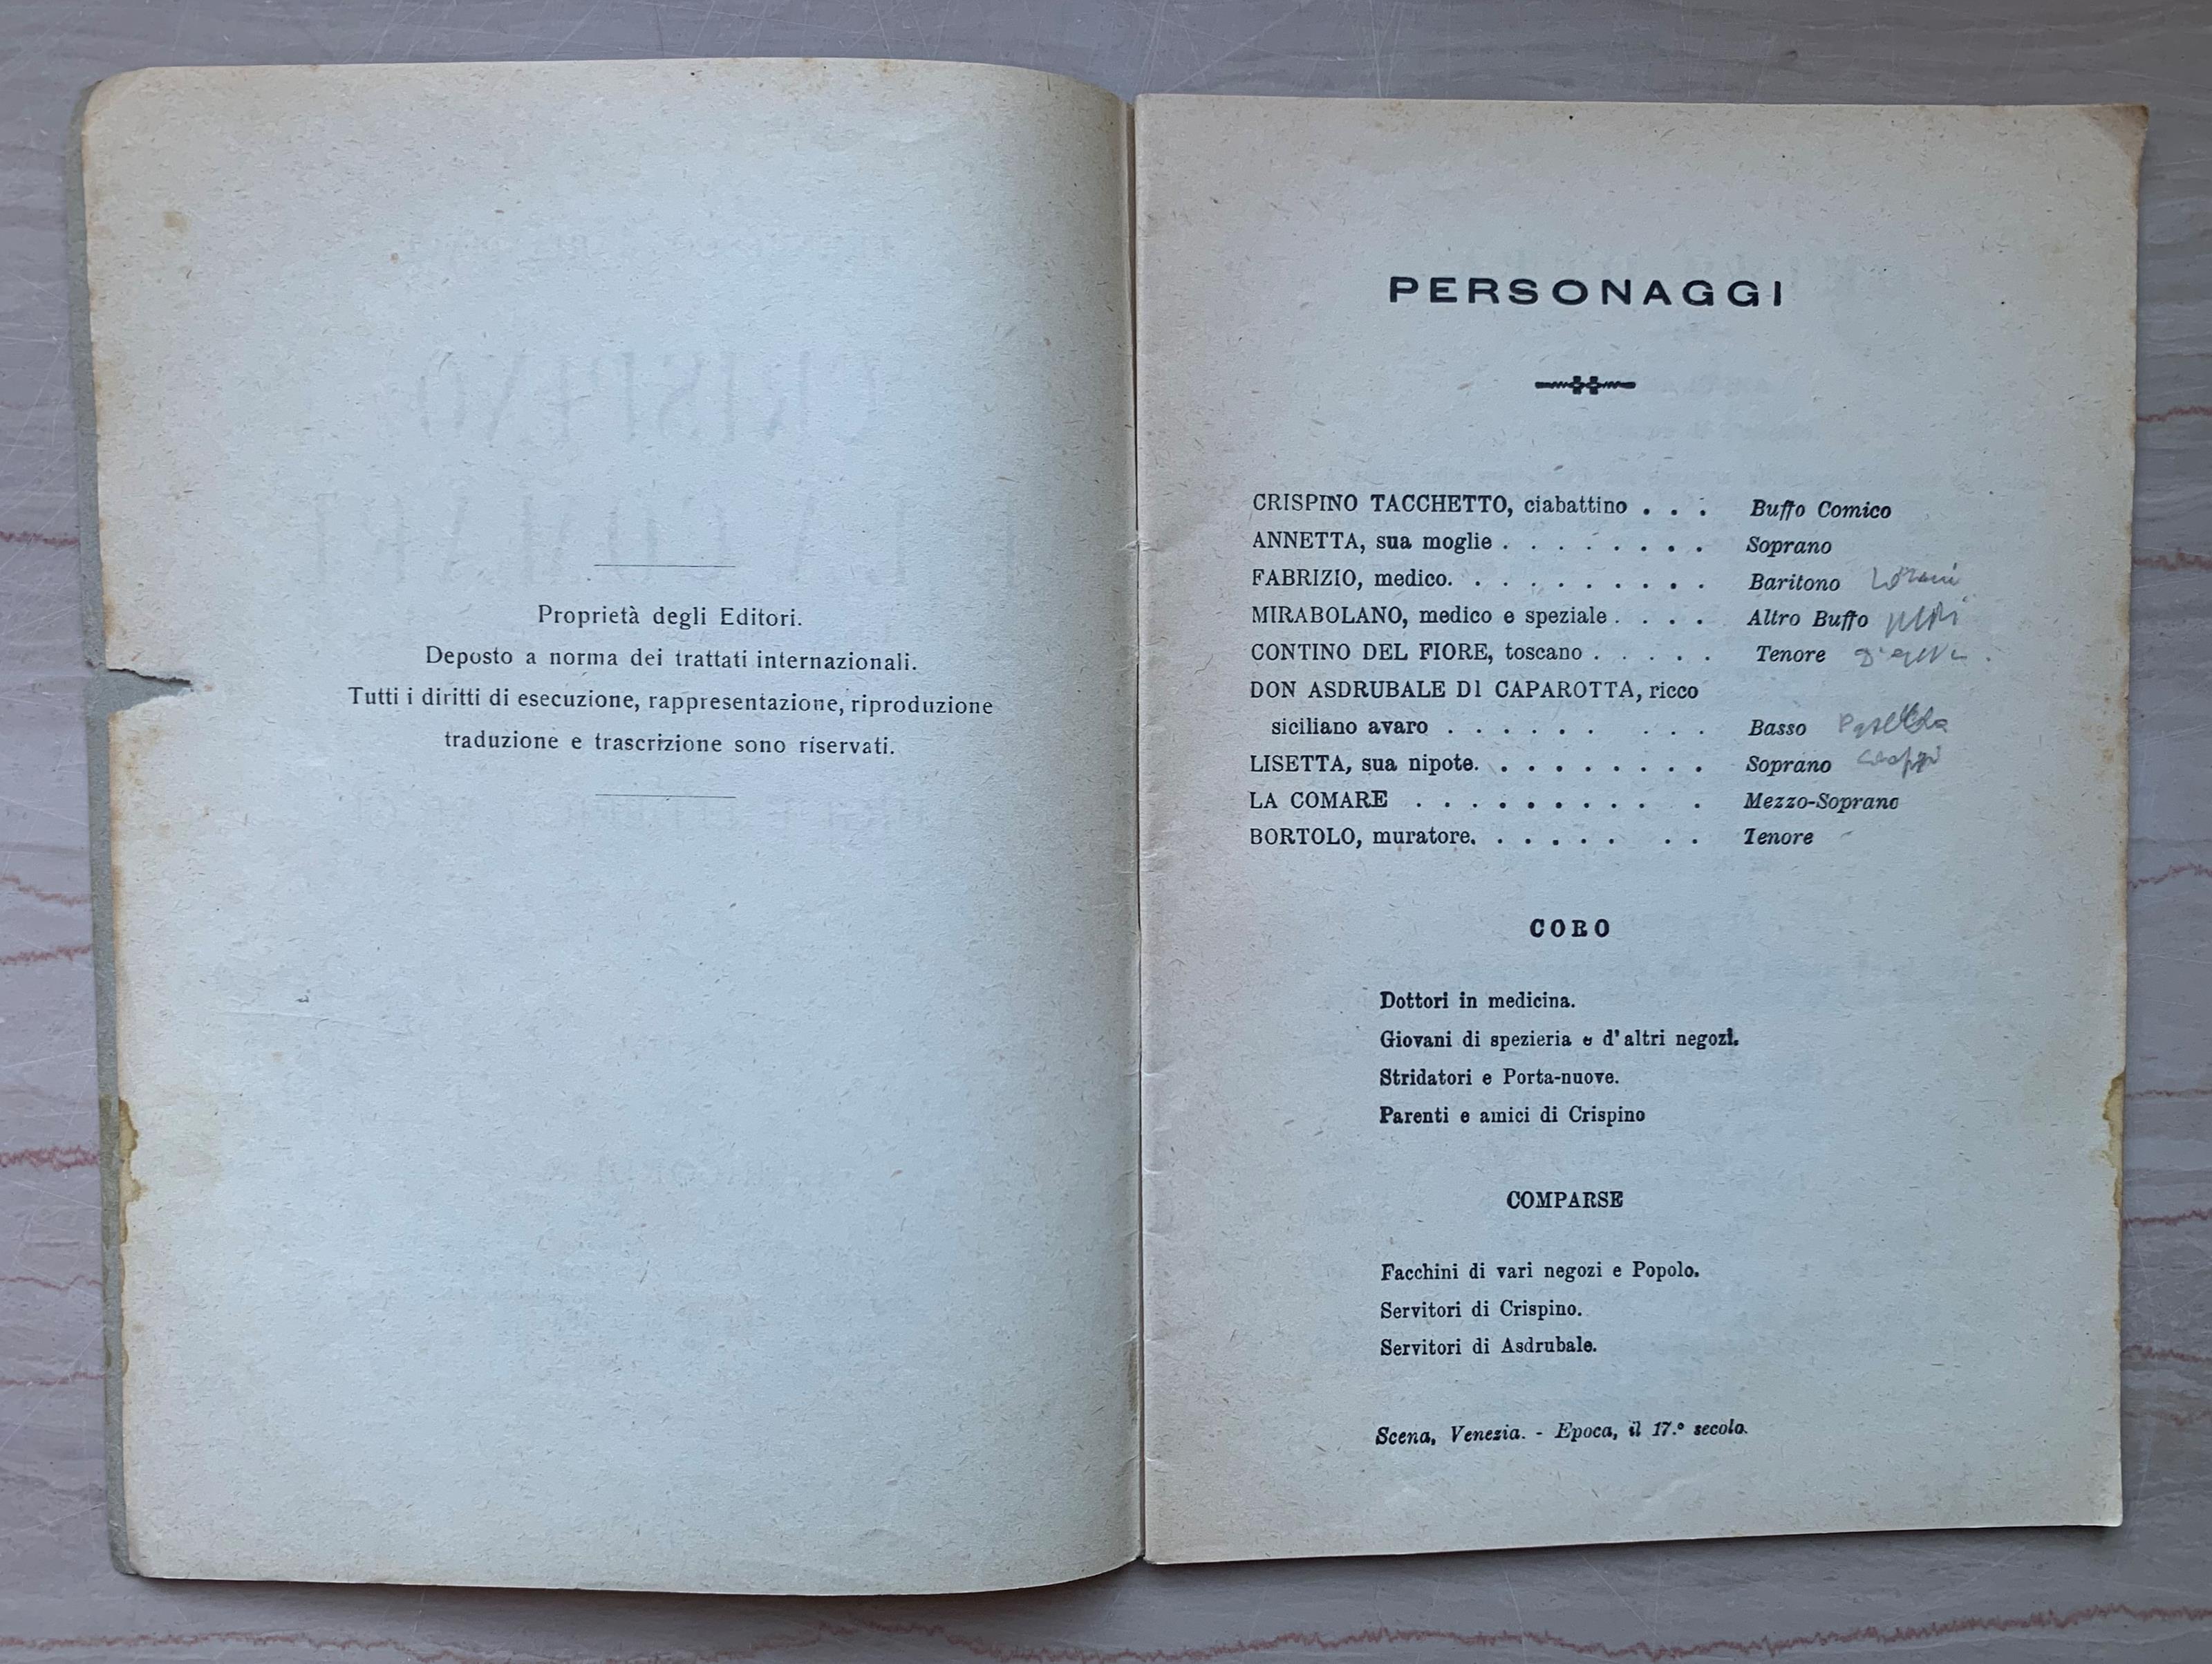 Proprietà degli Editori.
Deposto a norma dei trattati internazionali.
Tutti i diritti di esecuzione, rappresentazione, riproduzione
traduzione e trascrizione sono riservati.
PERSONAGGI
CRISPINO TACCHETTO, ciabattino . . . Buffo Comico
ANNETTA, sua moglie . . . . . . . . Soprano
FABRIZIO, medico. . . . . . . . . Baritono
MIRABOLANO, medico e speziale . . . . Altro Buffo
CONTINO DEL FIORE, toscano . . . . . Tenore
DON ASDRUBALE DI CAPAROTTA, ricco
siciliano avaro . . . . . . . . . Basso
LISETTA, sua nipote. . . . . . . . . Soprano
LA COMARE . . . . . . . . . . Mezzo-Soprano
BORTOLO, muratore. . . . . . . . Tenore
CORO
Dottori in medicina.
Giovani di spezieria e d'altri negozi.
Stridatori e Porta-nuove.
Parenti e amici di Crispino
COMPARSE
Facchini di vari negozi e Popolo.
Servitori di Crispino.
Servitori di Asdrubale.
Scena, Venezia. - Epoca, il 17.° secolo.